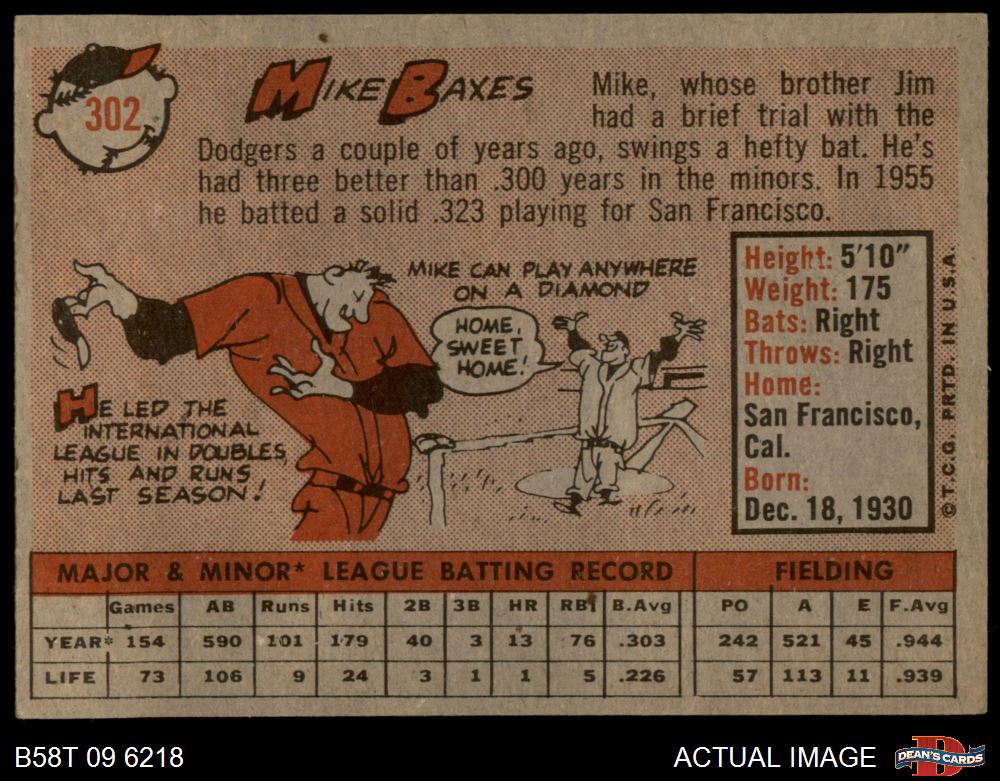 302
MIKE BAXES
Mike, whose brother Jim
had a brief trial with the
Dodgers a couple of years ago, swings a hefty bat. He's
had three better than .300 years in the minors. In 1955
he batted a solid .323 playing for San Francisco.
MIKE CAN PLAY ANYWHERE
ON A DIAMOND
HOME,
SWEET
HOME!
HE LED THE
INTERNATIONAL
LEAGUE IN DOUBLES,
HITS AND RUNS
LAST SEASON!
Height: 5'10"
Weight: 175
Bats: Right
Throws: Right
Home:
San Francisco,
Cal.
Born:
Dec. 18, 1930
© T.C.G. PRTD. IN U.S.A.
MAJOR & MINOR* LEAGUE BATTING RECORD FIELDING
Games AB Runs Hits 2B 3B HR RBI B.Avg PO A E F.Avg
YEAR* 154 590 101 179 40 3 13 76 .303 242 521 45 .944
LIFE 73 106 9 24 3 1 1 5 .226 57 113 11 .939
B58T 09 6218 ACTUAL IMAGE DEAN'S CARDS